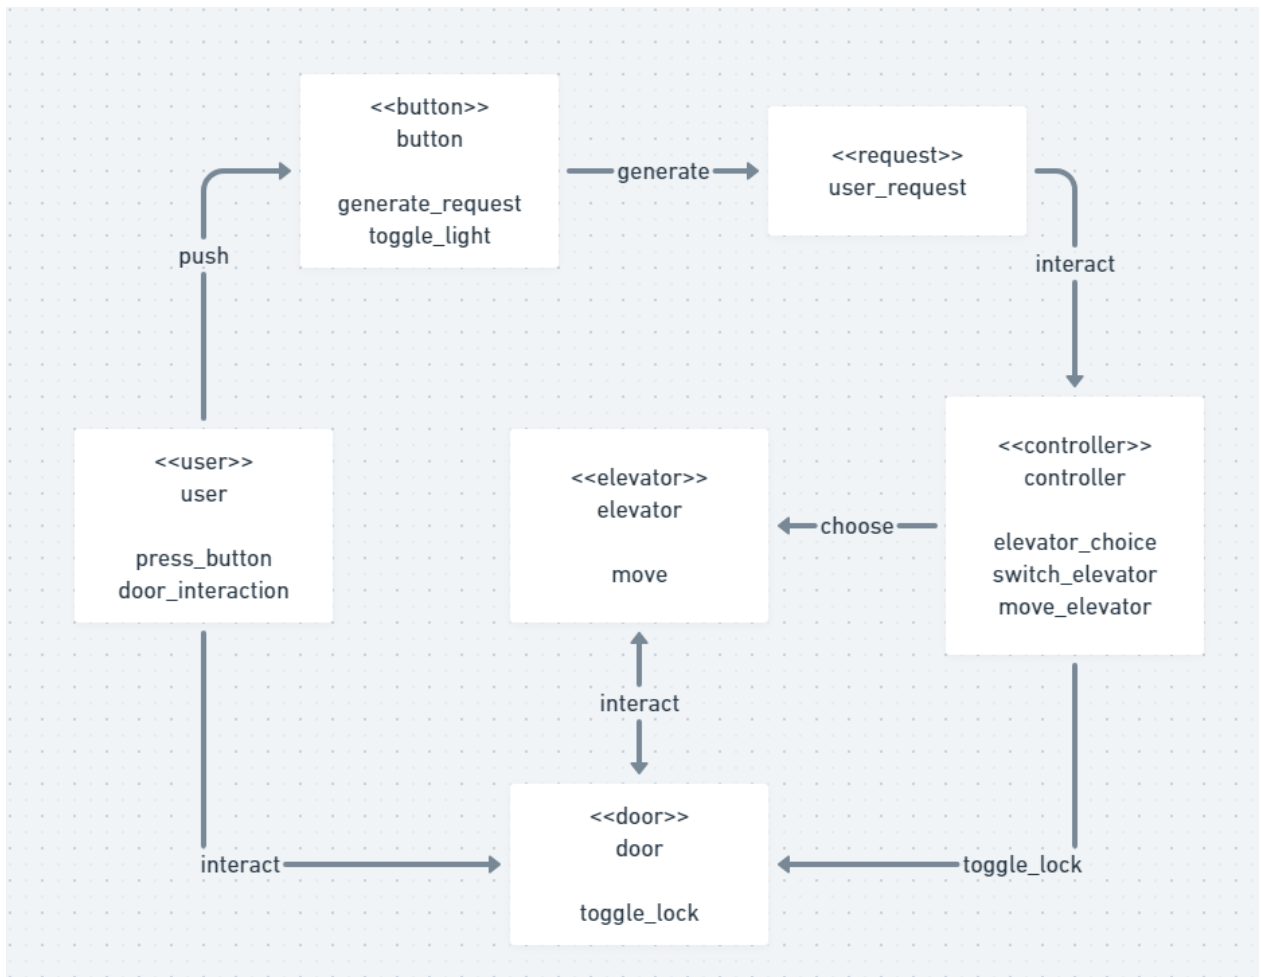 <<button>>
button
generate_request
toggle_light
generate
<<request>>
user_request
push
interact
<<user>>
user
press_button
door_interaction
<<elevator>>
elevator
move
choose
<<controller>>
controller
elevator_choice
switch_elevator
move_elevator
interact
interact
<<door>>
door
toggle_lock
toggle_lock